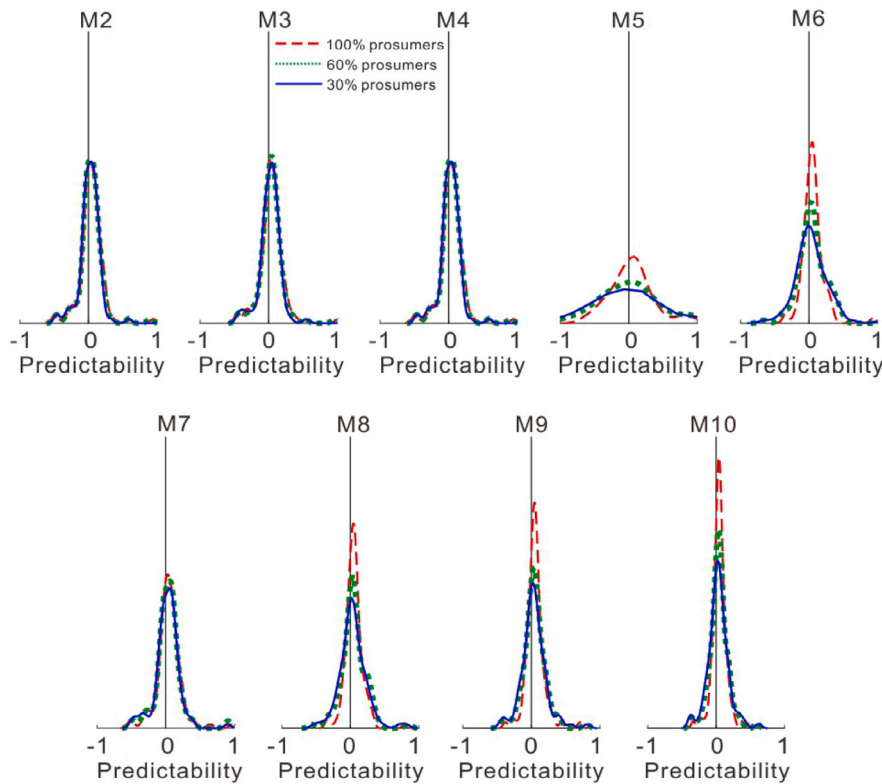 M2 M3 M4 M5 M6
100% prosumers
60% prosumers
30% prosumers
-1 0 1 -1 0 1 -1 0 1 -1 0 1 -1 0 1
Predictability Predictability Predictability Predictability Predictability
M7 M8 M9 M10
-1 0 1 -1 0 1 -1 0 1 -1 0 1
Predictability Predictability Predictability Predictability